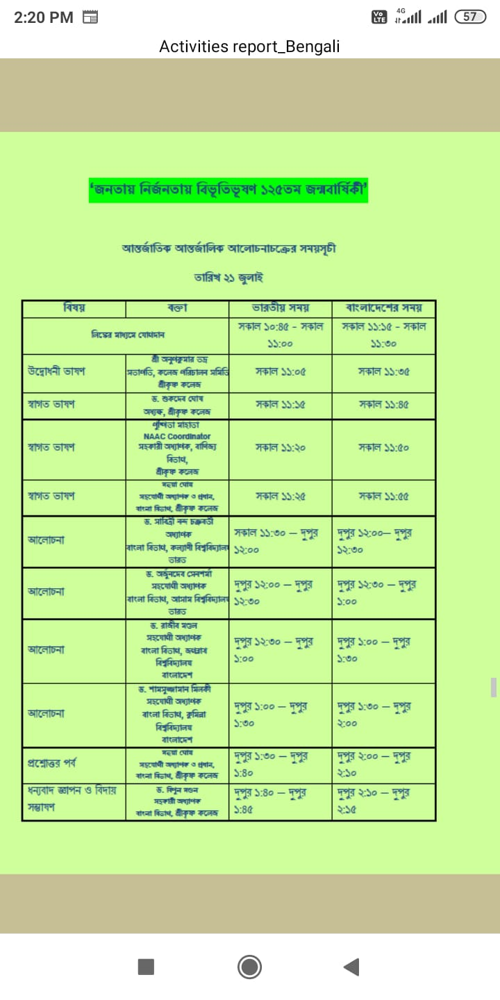 2:20 PM
Vo LTE 4G 57
Activities report_Bengali
‘জনতায় নির্জনতায় বিভূতিভূষণ ১২৫তম জন্মবার্ষিকী’
আন্তর্জাতিক আন্তর্জালিক আলোচনাচক্রের সময়সূচী
তারিখ ২১ জুলাই
বিষয় বক্তা ভারতীয় সময় বাংলাদেশের সময়
লিঙ্কের মাধ্যমে যোগদান সকাল ১০:৪৫ - সকাল ১১:০০ সকাল ১১:১৫ - সকাল ১১:৩০
উদ্বোধনী ভাষণ
শ্রী
সভাপতি, কলেজ পরিচালন সমিতি
শ্রীকৃষ্ণ কলেজ
সকাল ১১:০৫ সকাল ১১:৩৫
স্বাগত ভাষণ
ড. শুকদেব ঘোষ
অধ্যক্ষ, শ্রীকৃষ্ণ কলেজ
সকাল ১১:১৫ সকাল ১১:৪৫
স্বাগত ভাষণ
পুষ্পিতা মাহাতা
NAAC Coordinator
সহকারী অধ্যাপক, বাণিজ্য
বিভাগ,
শ্রীকৃষ্ণ কলেজ
সকাল ১১:২০ সকাল ১১:৫০
স্বাগত ভাষণ
মহুয়া ঘোষ
সহযোগী অধ্যাপক ও প্রধান,
বাংলা বিভাগ, শ্রীকৃষ্ণ কলেজ
সকাল ১১:২৫ সকাল ১১:৫৫
আলোচনা
ড. সাবিত্রী নন্দ চক্রবর্তী
অধ্যাপক
বাংলা বিভাগ, কল্যাণী বিশ্ববিদ্যালয়
ভারত
সকাল ১১:৩০ – দুপুর
১২:০০
দুপুর ১২:০০– দুপুর
১২:৩০
আলোচনা
ড. অর্জুনদেব সেনশর্মা
সহযোগী অধ্যাপক
বাংলা বিভাগ, আসাম বিশ্ববিদ্যালয়
ভারত
দুপুর ১২:০০ – দুপুর
১২:৩০
দুপুর ১২:৩০ – দুপুর
১:০০
আলোচনা
ড. রাজীব মণ্ডল
সহযোগী অধ্যাপক
বাংলা বিভাগ, জগন্নাথ
বিশ্ববিদ্যালয়
বাংলাদেশ
দুপুর ১২:৩০ – দুপুর
১:০০
দুপুর ১:০০ – দুপুর
১:৩০
আলোচনা
ড. শামসুজ্জামান মিলকী
সহযোগী অধ্যাপক
বাংলা বিভাগ, কুমিল্লা
বিশ্ববিদ্যালয়
বাংলাদেশ
দুপুর ১:০০ – দুপুর
১:৩০
দুপুর ১:৩০ – দুপুর
২:০০
প্রশ্নোত্তর পর্ব
মহুয়া ঘোষ
সহযোগী অধ্যাপক ও প্রধান,
বাংলা বিভাগ, শ্রীকৃষ্ণ কলেজ
দুপুর ১:৩০ – দুপুর
১:৪০
দুপুর ২:০০ – দুপুর
২:১০
ধন্যবাদ জ্ঞাপন ও বিদায়
সম্ভাষণ
ড. বিপুল মণ্ডল
সহকারী অধ্যাপক
বাংলা বিভাগ, শ্রীকৃষ্ণ কলেজ
দুপুর ১:৪০ – দুপুর
১:৪৫
দুপুর ২:১০ – দুপুর
২:১৫